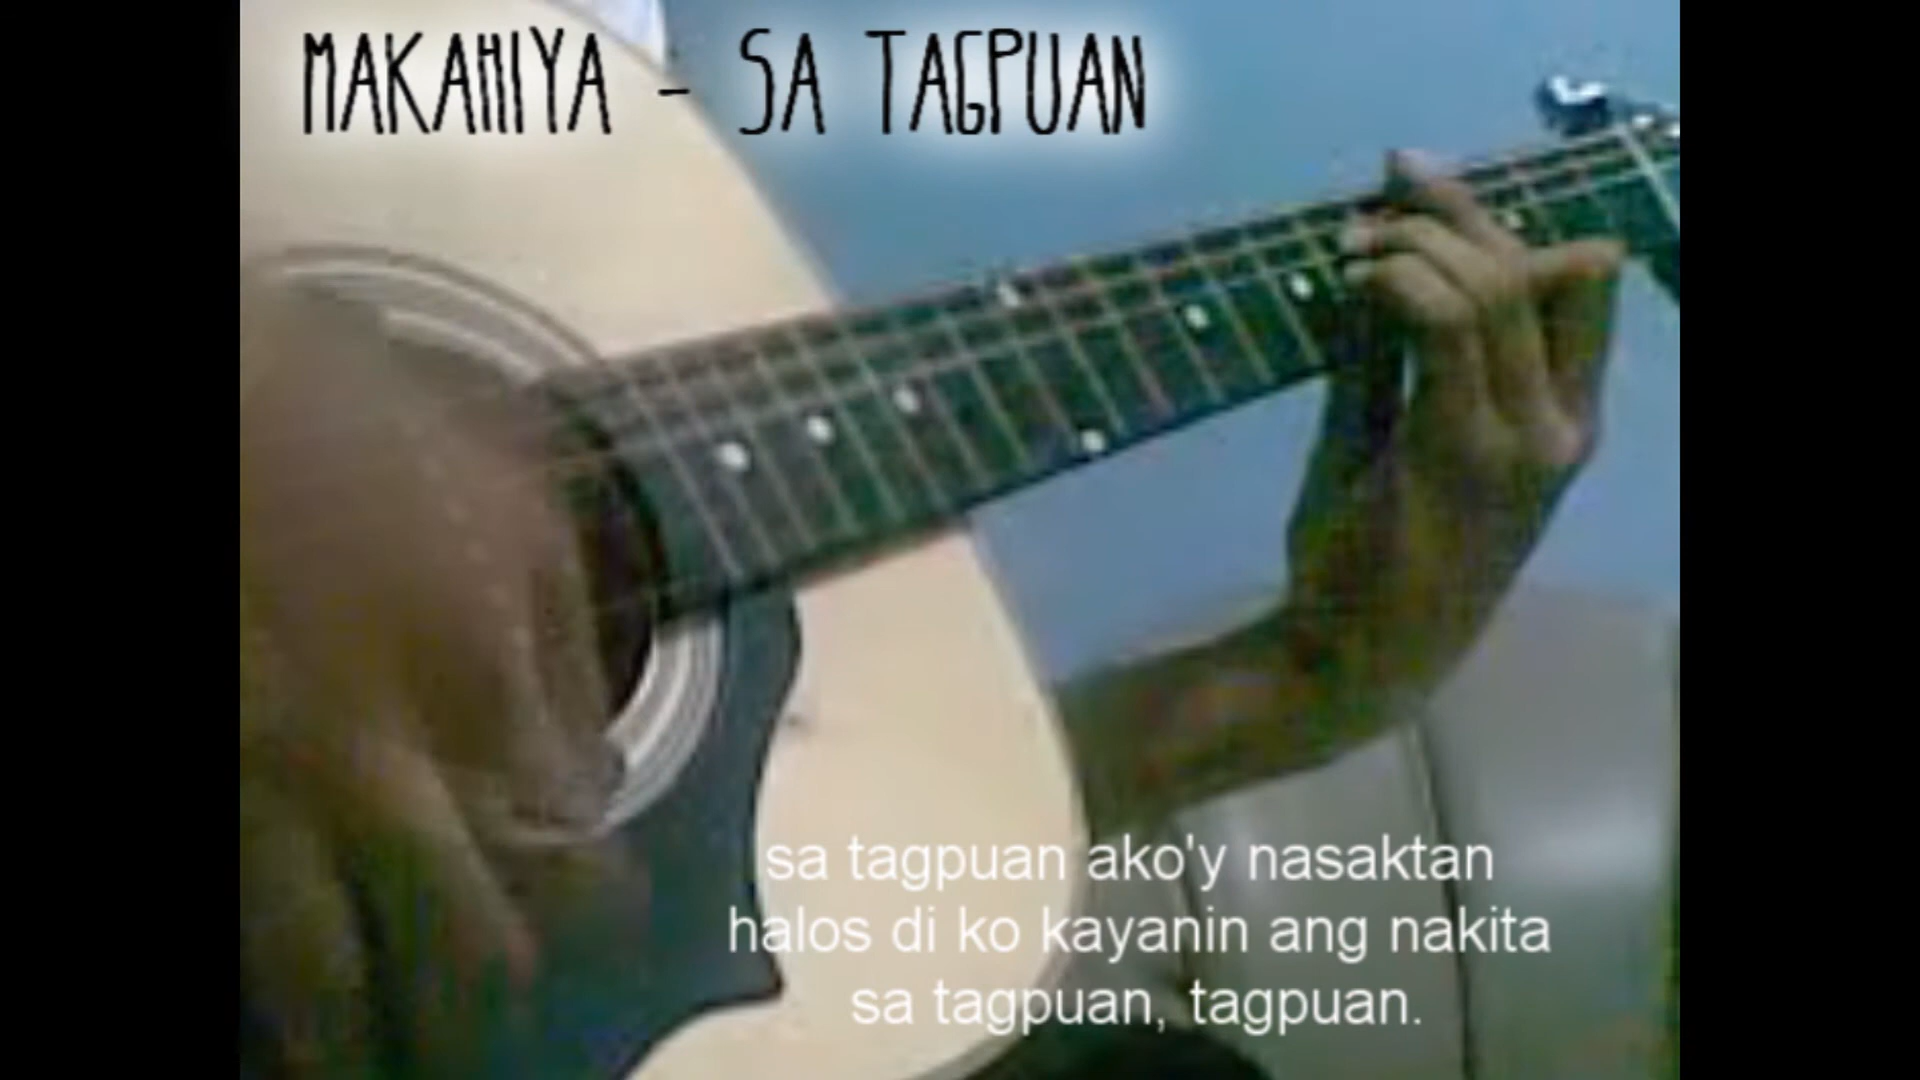 MAKAHIYA - SA TAGPUAN
sa tagpuan ako'y nasaktan
halos di ko kayanin ang nakita
sa tagpuan, tagpuan.